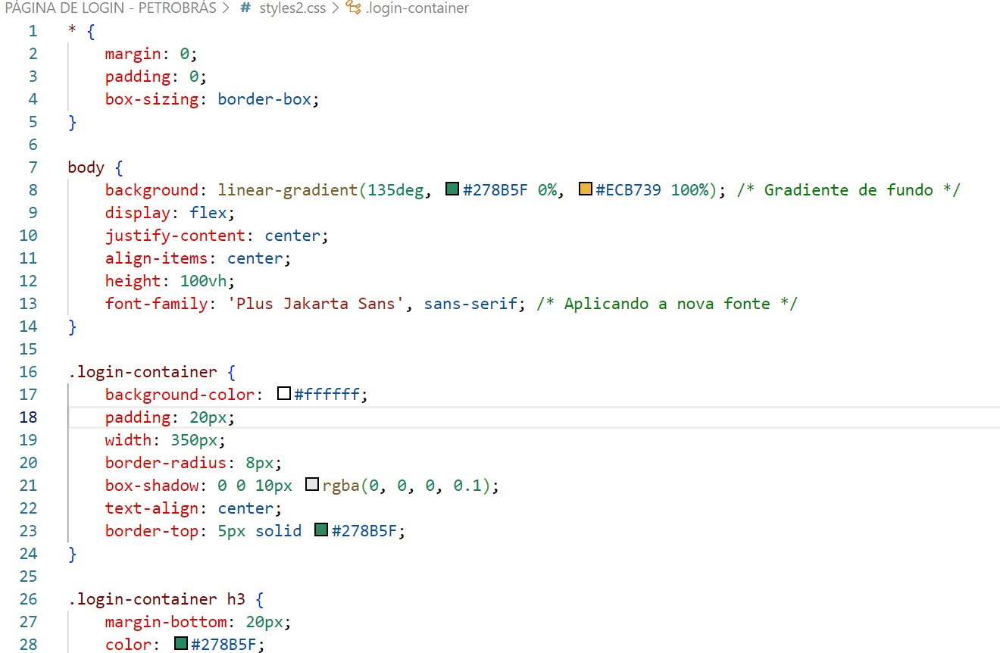 PÁGINA DE LOGIN - PETROBRÁS > # styles2.css > .login-container
1 * {
2 margin: 0;
3 padding: 0;
4 box-sizing: border-box;
5 }
6
7 body {
8 background: linear-gradient(135deg, #278B5F 0%, #ECB739 100%); /* Gradiente de fundo */
9 display: flex;
10 justify-content: center;
11 align-items: center;
12 height: 100vh;
13 font-family: 'Plus Jakarta Sans', sans-serif; /* Aplicando a nova fonte */
14 }
15
16 .login-container {
17 background-color: #ffffff;
18 padding: 20px;
19 width: 350px;
20 border-radius: 8px;
21 box-shadow: 0 0 10px rgba(0, 0, 0, 0.1);
22 text-align: center;
23 border-top: 5px solid #278B5F;
24 }
25
26 .login-container h3 {
27 margin-bottom: 20px;
28 color: #278B5F;